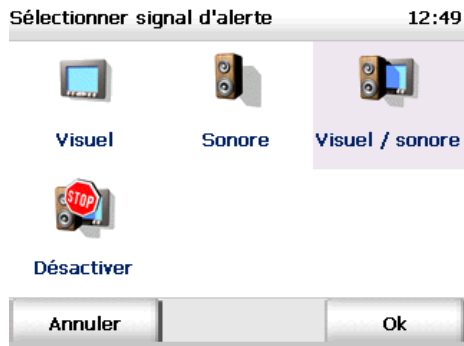 Sélectionner signal d'alerte 12:49
Visuel Sonore Visuel / sonore
STOP
Désactiver
Annuler Ok